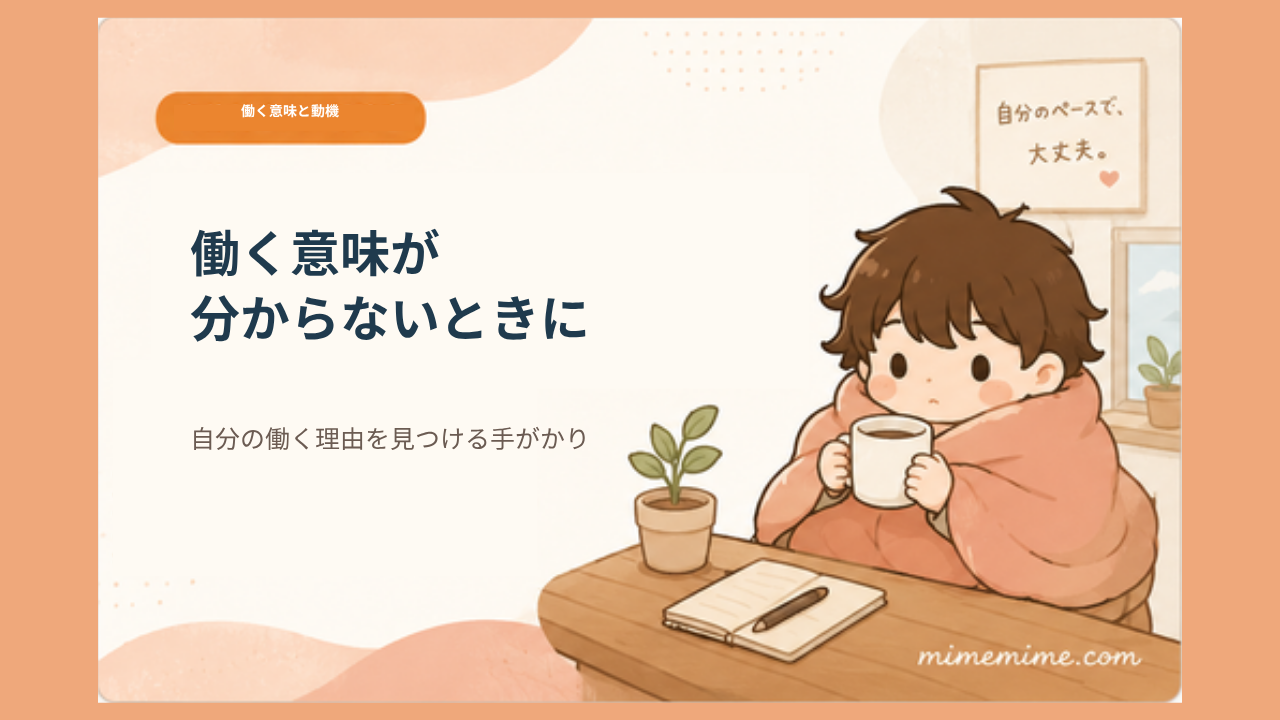 働く意味と動機
自分のペースで、
大丈夫。
働く意味が
分からないときに
自分の働く理由を見つける手がかり
mimemime.com